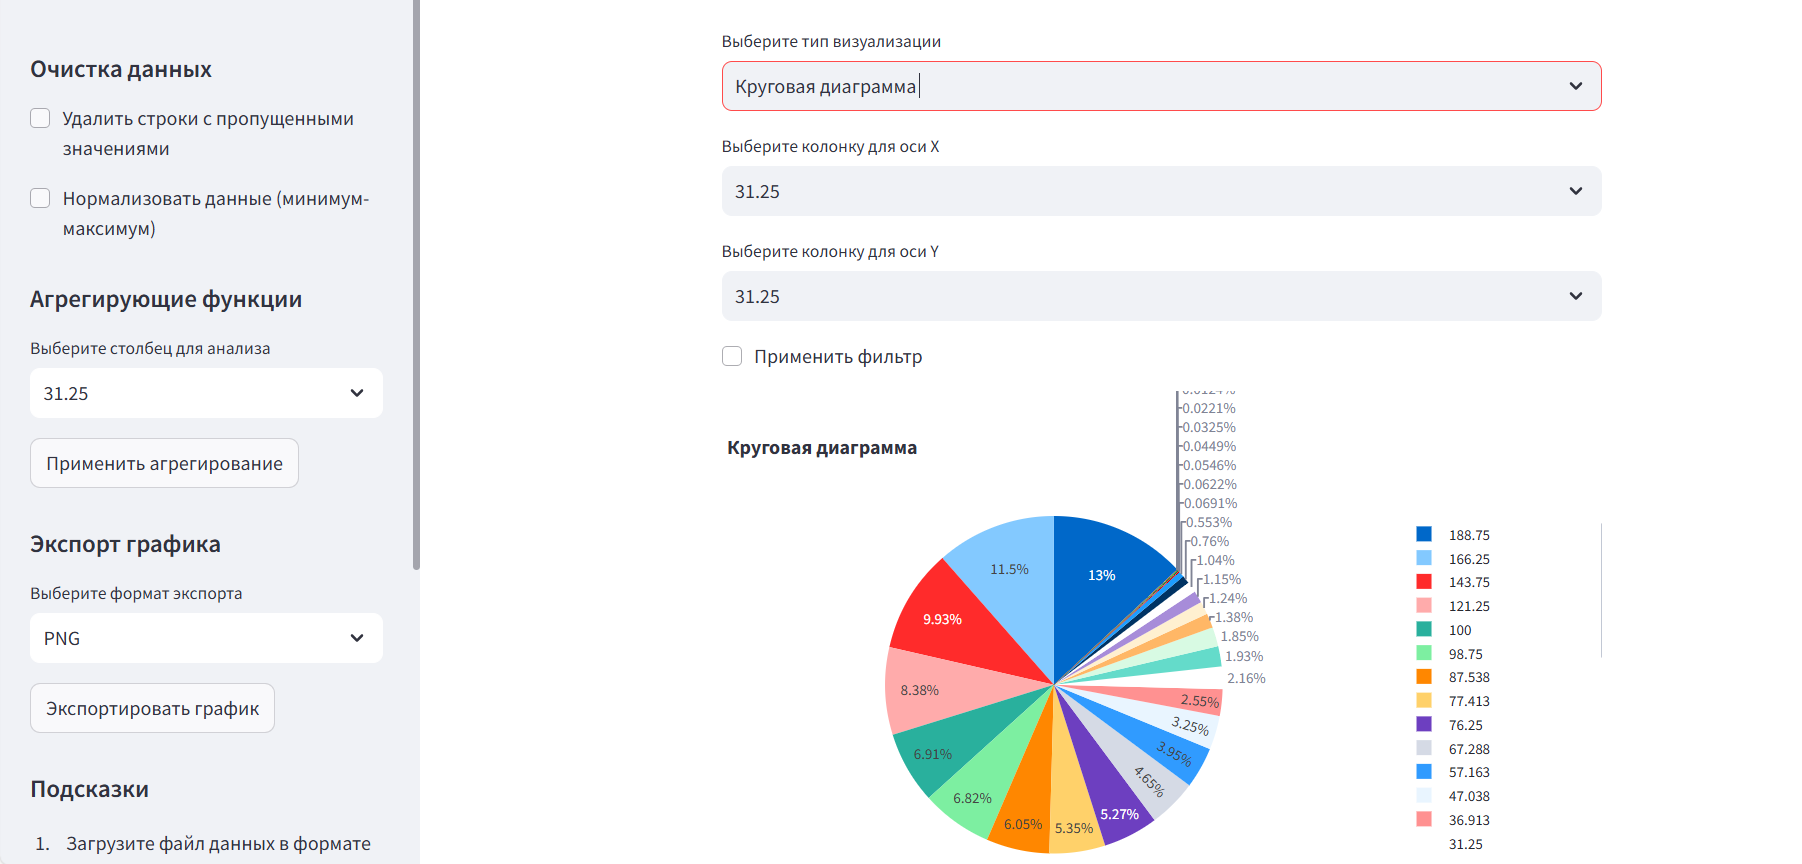 Очистка данных
Удалить строки с пропущенными
значениями
Нормализовать данные (минимум-
максимум)
Агрегирующие функции
Выберите столбец для анализа
31.25
Применить агрегирование
Экспорт графика
Выберите формат экспорта
PNG
Экспортировать график
Подсказки
1. Загрузите файл данных в формате
Выберите тип визуализации
Круговая диаграмма
Выберите колонку для оси X
31.25
Выберите колонку для оси Y
31.25
Применить фильтр
Круговая диаграмма
0.0221%
0.0325%
0.0449%
0.0546%
0.0622%
0.0691%
0.553%
0.76%
1.04%
1.15%
1.24%
1.38%
1.85%
1.93%
2.16%
2.55%
3.25%
3.95%
4.65%
5.27%
5.35%
6.05%
6.82%
6.91%
8.38%
9.93%
11.5%
13%
188.75
166.25
143.75
121.25
100
98.75
87.538
77.413
76.25
67.288
57.163
47.038
36.913
31.25